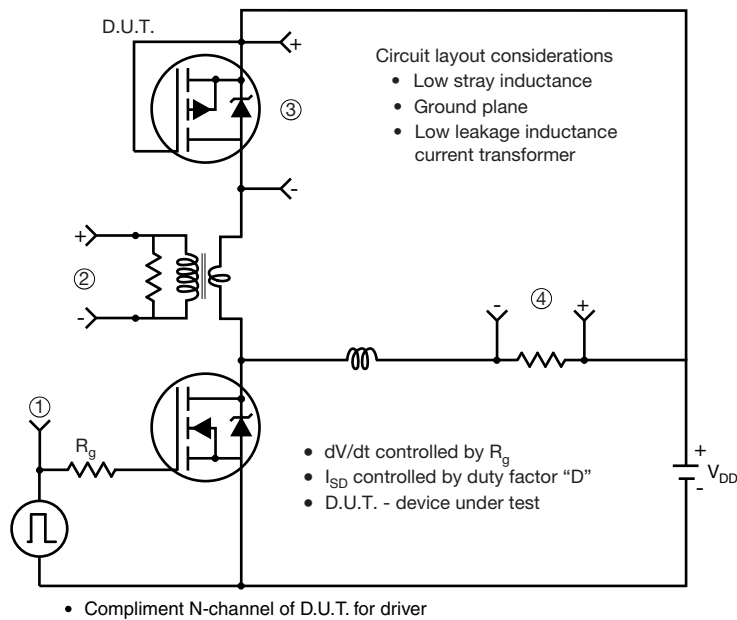 D.U.T.
+
Circuit layout considerations
• Low stray inductance
③
• Ground plane
• Low leakage inductance
current transformer
-
+
②
-
④
-
+
①
R_g
• dV/dt controlled by R_g
• I_SD controlled by duty factor “D”
• D.U.T. - device under test
+
V_DD
-
• Compliment N-channel of D.U.T. for driver